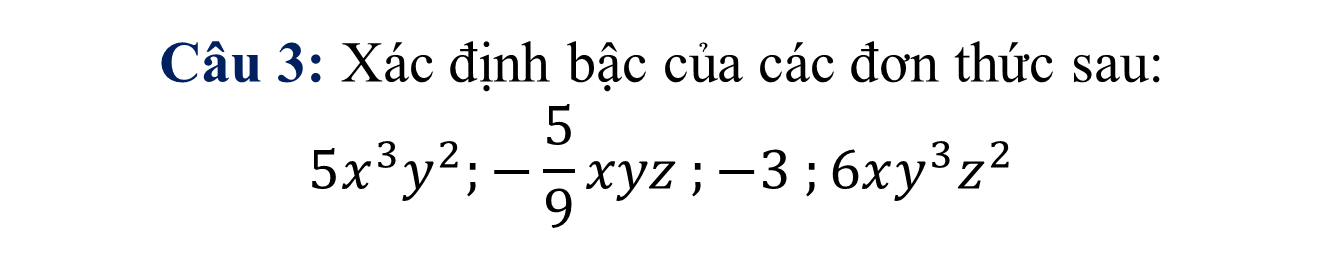 Câu 3: Xác định bậc của các đơn thức sau:
5x³y²; −5/9 xyz ; −3 ; 6xy³z²